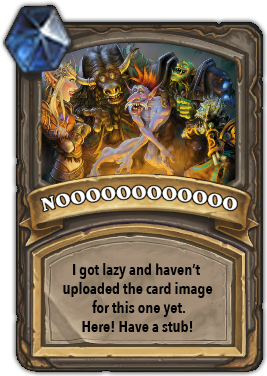 NOOOOOOOOOOOO
I got lazy and haven't
uploaded the card image
for this one yet.
Here! Have a stub!